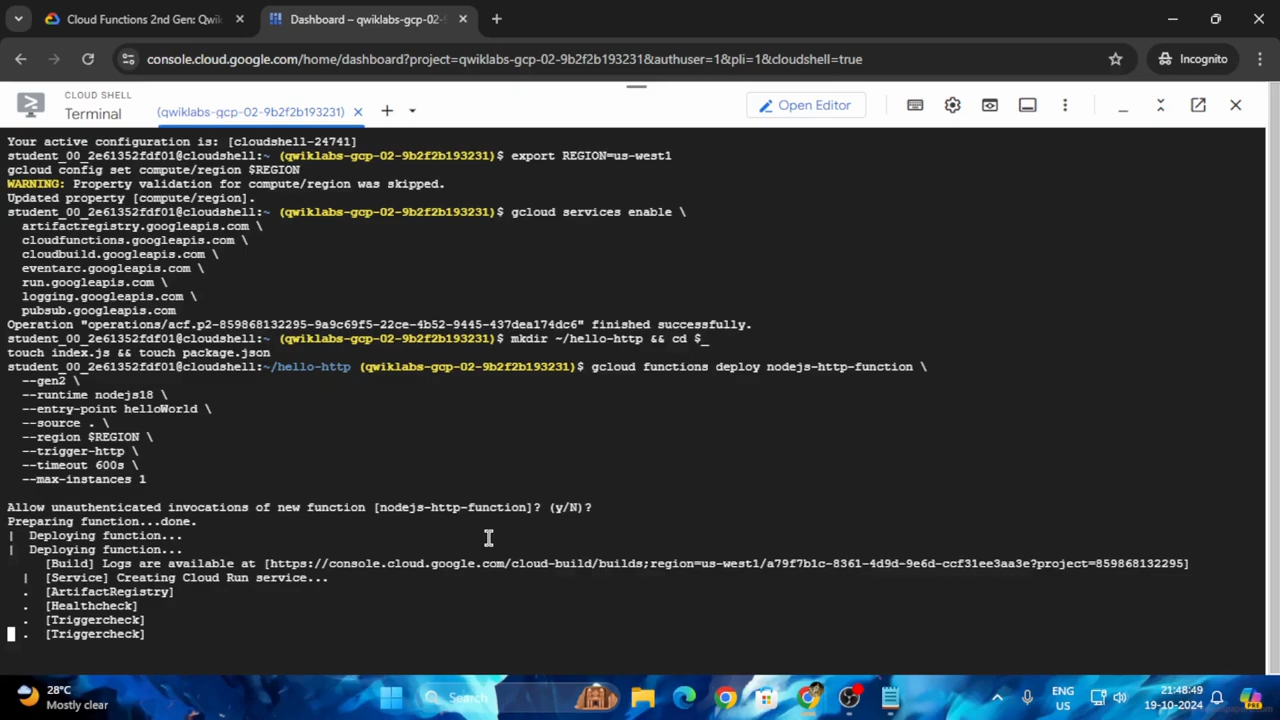 Cloud Functions 2nd Gen: Qwik
Dashboard – qwiklabs-gcp-02-9
console.cloud.google.com/home/dashboard?project=qwiklabs-gcp-02-9b2f2b193231&authuser=1&pli=1&cloudshell=true
Incognito
CLOUD SHELL
Terminal
(qwiklabs-gcp-02-9b2f2b193231)
Open Editor
Your active configuration is: [cloudshell-24741]
student_00_2e61352fdf01@cloudshell:~ (qwiklabs-gcp-02-9b2f2b193231)$ export REGION=us-west1
gcloud config set compute/region $REGION
WARNING: Property validation for compute/region was skipped.
Updated property [compute/region].
student_00_2e61352fdf01@cloudshell:~ (qwiklabs-gcp-02-9b2f2b193231)$ gcloud services enable \
artifactregistry.googleapis.com \
cloudfunctions.googleapis.com \
cloudbuild.googleapis.com \
eventarc.googleapis.com \
run.googleapis.com \
logging.googleapis.com \
pubsub.googleapis.com
Operation "operations/acf.p2-859868132295-9a9c69f5-22ce-4b52-9445-437dea174dc6" finished successfully.
student_00_2e61352fdf01@cloudshell:~ (qwiklabs-gcp-02-9b2f2b193231)$ mkdir ~/hello-http && cd $_
touch index.js && touch package.json
student_00_2e61352fdf01@cloudshell:~/hello-http (qwiklabs-gcp-02-9b2f2b193231)$ gcloud functions deploy nodejs-http-function \
--gen2 \
--runtime nodejs18 \
--entry-point helloWorld \
--source . \
--region $REGION \
--trigger-http \
--timeout 600s \
--max-instances 1
Allow unauthenticated invocations of new function [nodejs-http-function]? (y/N)?
Preparing function...done.
| Deploying function...
| Deploying function...
[Build] Logs are available at [https://console.cloud.google.com/cloud-build/builds;region=us-west1/a79f7b1c-8361-4d9d-9e6d-ccf31ee3aa3e?project=859868132295]
| [Service] Creating Cloud Run service...
. [ArtifactRegistry]
. [Healthcheck]
. [Triggercheck]
. [Triggercheck]
28°C
Mostly clear
Search
ENG
US
21:48:49
19-10-2024
PRE